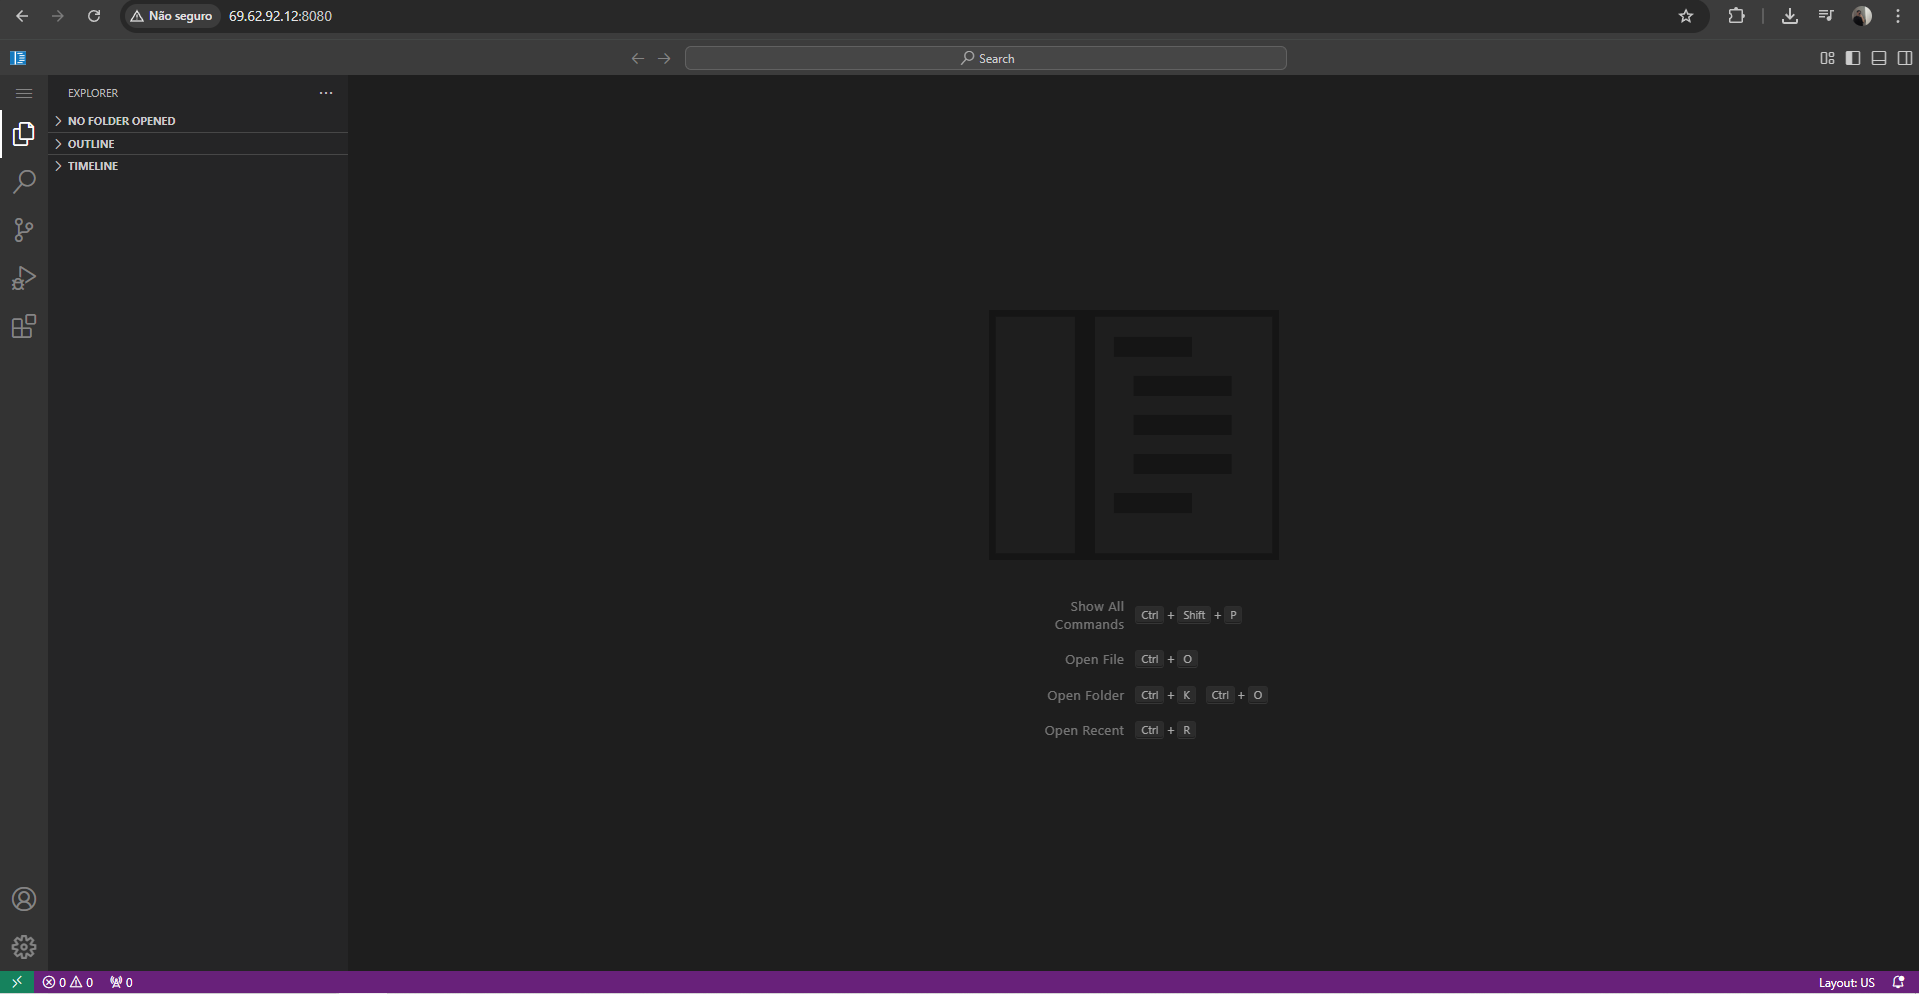 Não seguro 69.62.92.12:8080
Search
EXPLORER
NO FOLDER OPENED
OUTLINE
TIMELINE
Show All
Commands Ctrl + Shift + P
Open File Ctrl + O
Open Folder Ctrl + K Ctrl + O
Open Recent Ctrl + R
0 0 0 Layout: US